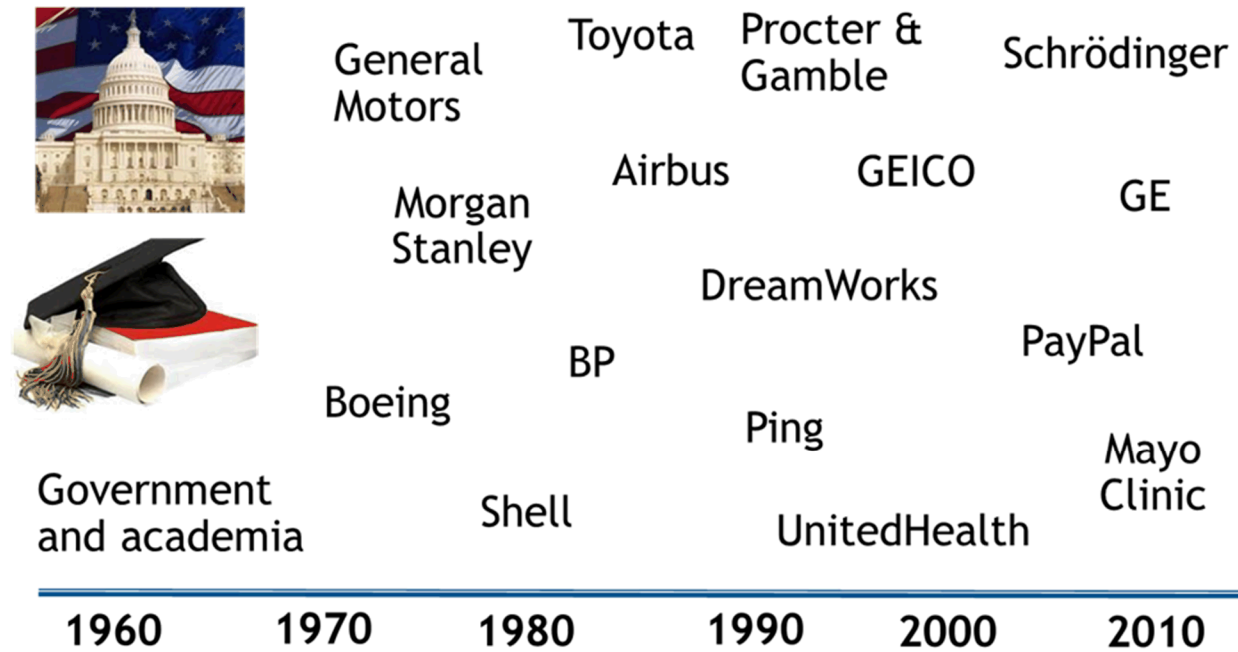 General
Motors
Toyota
Procter &
Gamble
Schrödinger
Morgan
Stanley
Airbus
GEICO
GE
DreamWorks
BP
PayPal
Boeing
Ping
Mayo
Clinic
Government
and academia
Shell
UnitedHealth
1960
1970
1980
1990
2000
2010